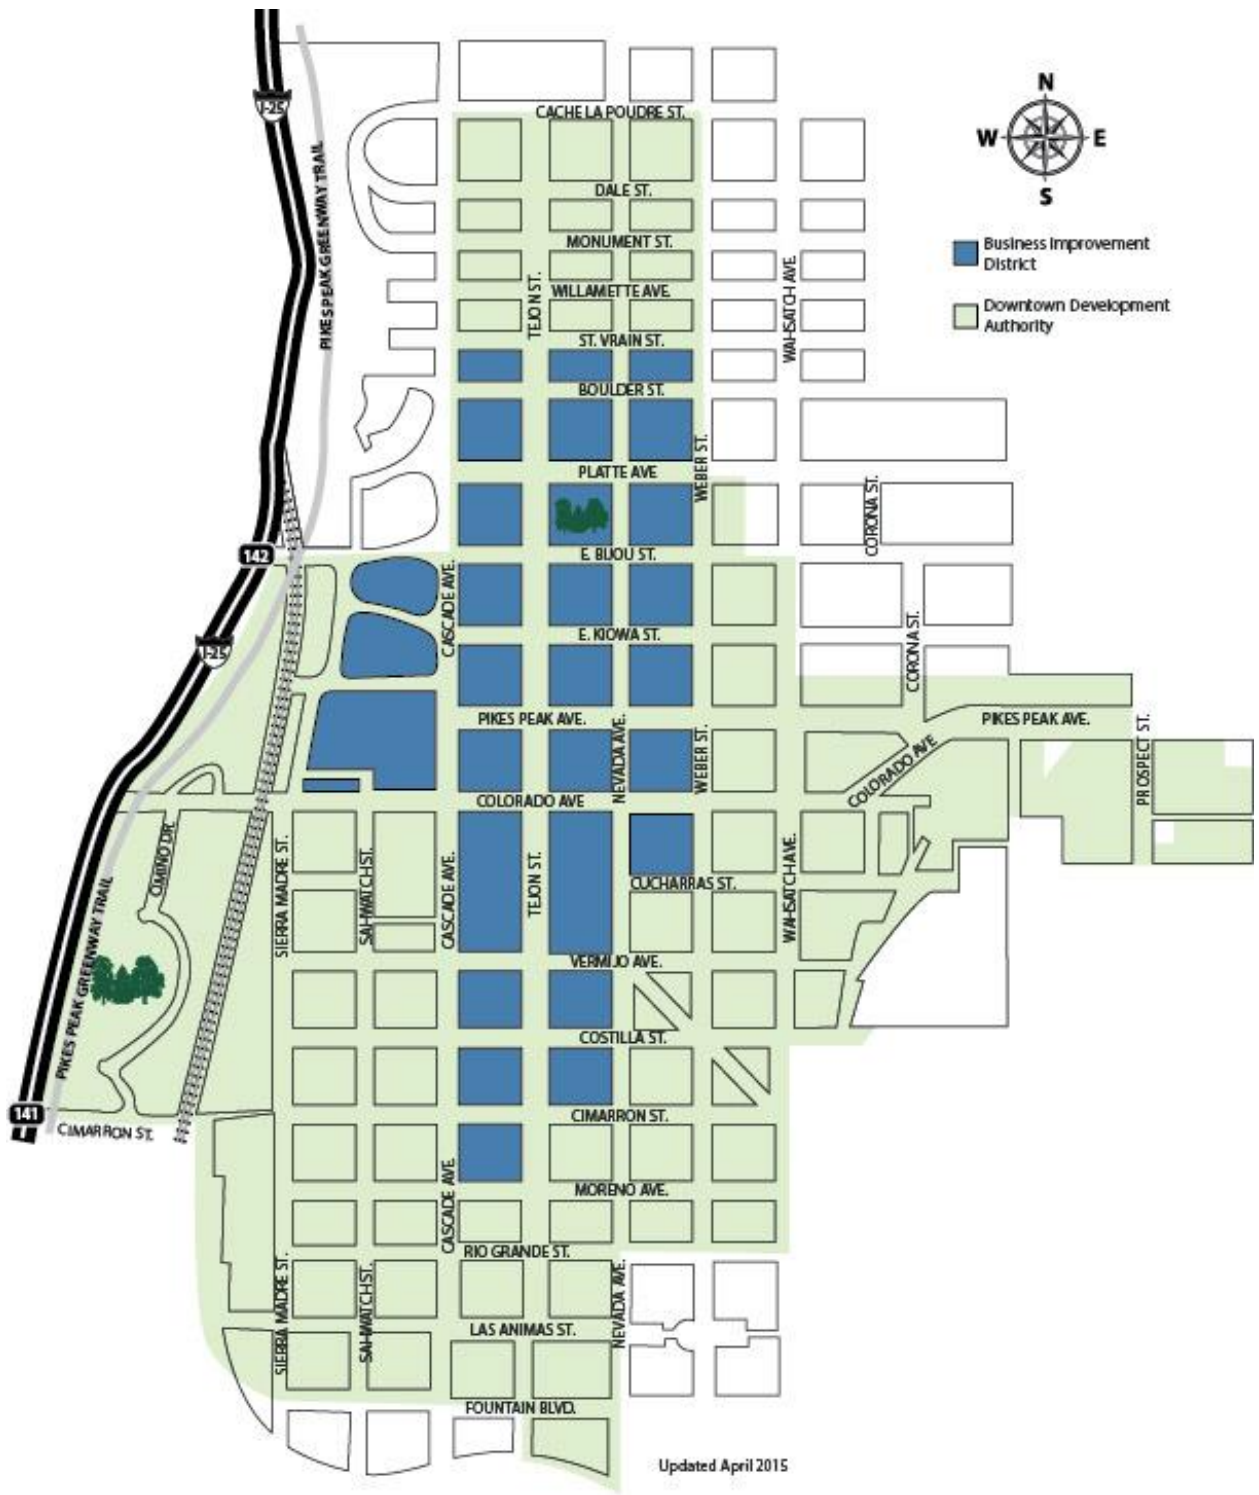 I-25
CACHE LA POUDRE ST.
N
W
E
S
PIKES PEAK GREENWAY TRAIL
DALE ST.
MONUMENT ST.
Business Improvement
District
WILLAMETTE AVE.
TEJON ST.
WAHSATCH AVE.
Downtown Development
Authority
ST. VRAIN ST.
BOULDER ST.
PLATTE AVE
WEBER ST.
CORONA ST.
142
E. BIJOU ST.
CASCADE AVE.
E. KIOWA ST.
CORONA ST.
I-25
PIKES PEAK AVE.
NEVADA AVE.
WEBER ST.
PIKES PEAK AVE.
PROSPECT ST.
COLORADO AVE
COLORADO AVE
CIMINO DR.
SIERRA MADRE ST.
SAHWATCH ST.
CASCADE AVE.
TEJON ST.
CUCHARRAS ST.
WAHSATCH AVE.
PIKES PEAK GREENWAY TRAIL
VERMIJO AVE.
COSTILLA ST.
141
CIMARRON ST.
CIMARRON ST.
MORENO AVE.
CASCADE AVE.
RIO GRANDE ST.
SIERRA MADRE ST.
SAHWATCH ST.
NEVADA AVE.
LAS ANIMAS ST.
FOUNTAIN BLVD.
Updated April 2015